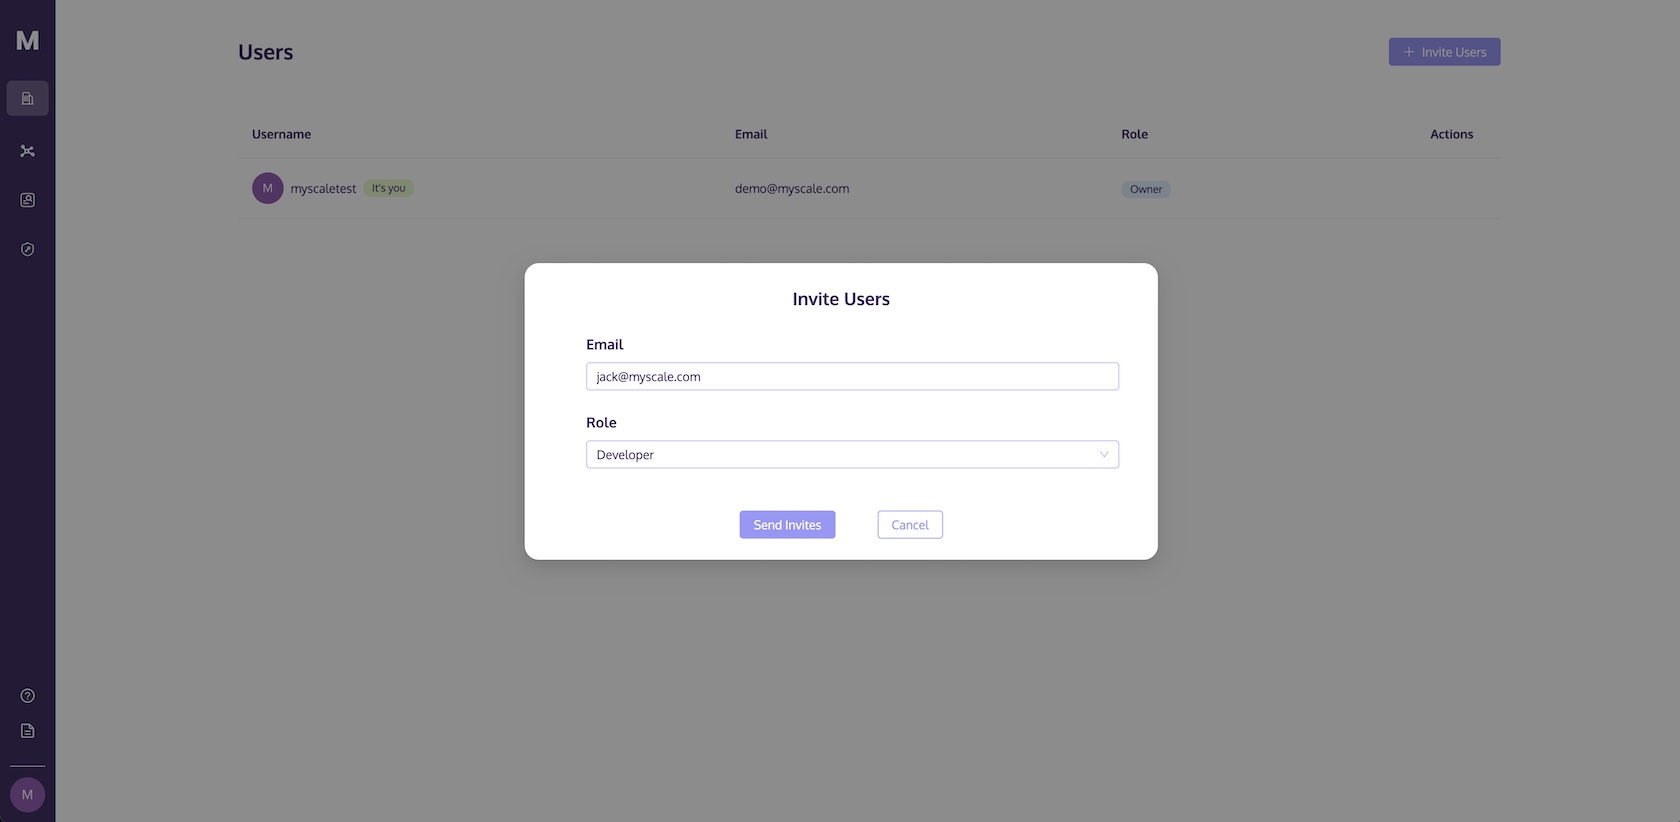 M
Users
+ Invite Users
Username Email Role Actions
M myscaletest It's you demo@myscale.com Owner
Invite Users
Email
jack@myscale.com
Role
Developer
Send Invites Cancel
M